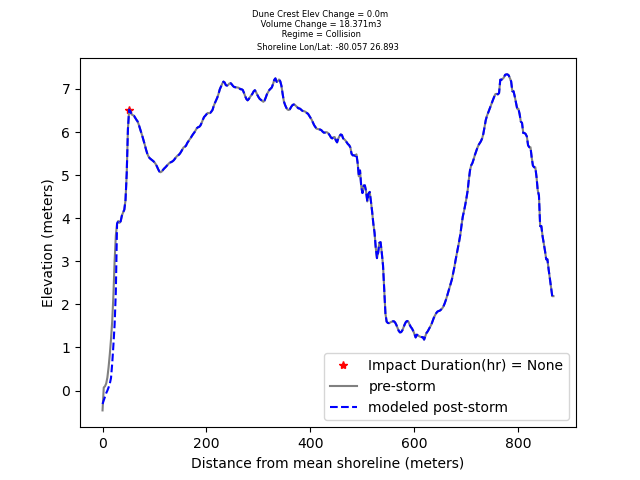 Dune Crest Elev Change = 0.0m
Volume Change = 18.371m3
Regime = Collision
Shoreline Lon/Lat: -80.057 26.893
7
6
5
4
3
2
1
0
Elevation (meters)
Impact Duration(hr) = None
pre-storm
modeled post-storm
0 200 400 600 800
Distance from mean shoreline (meters)